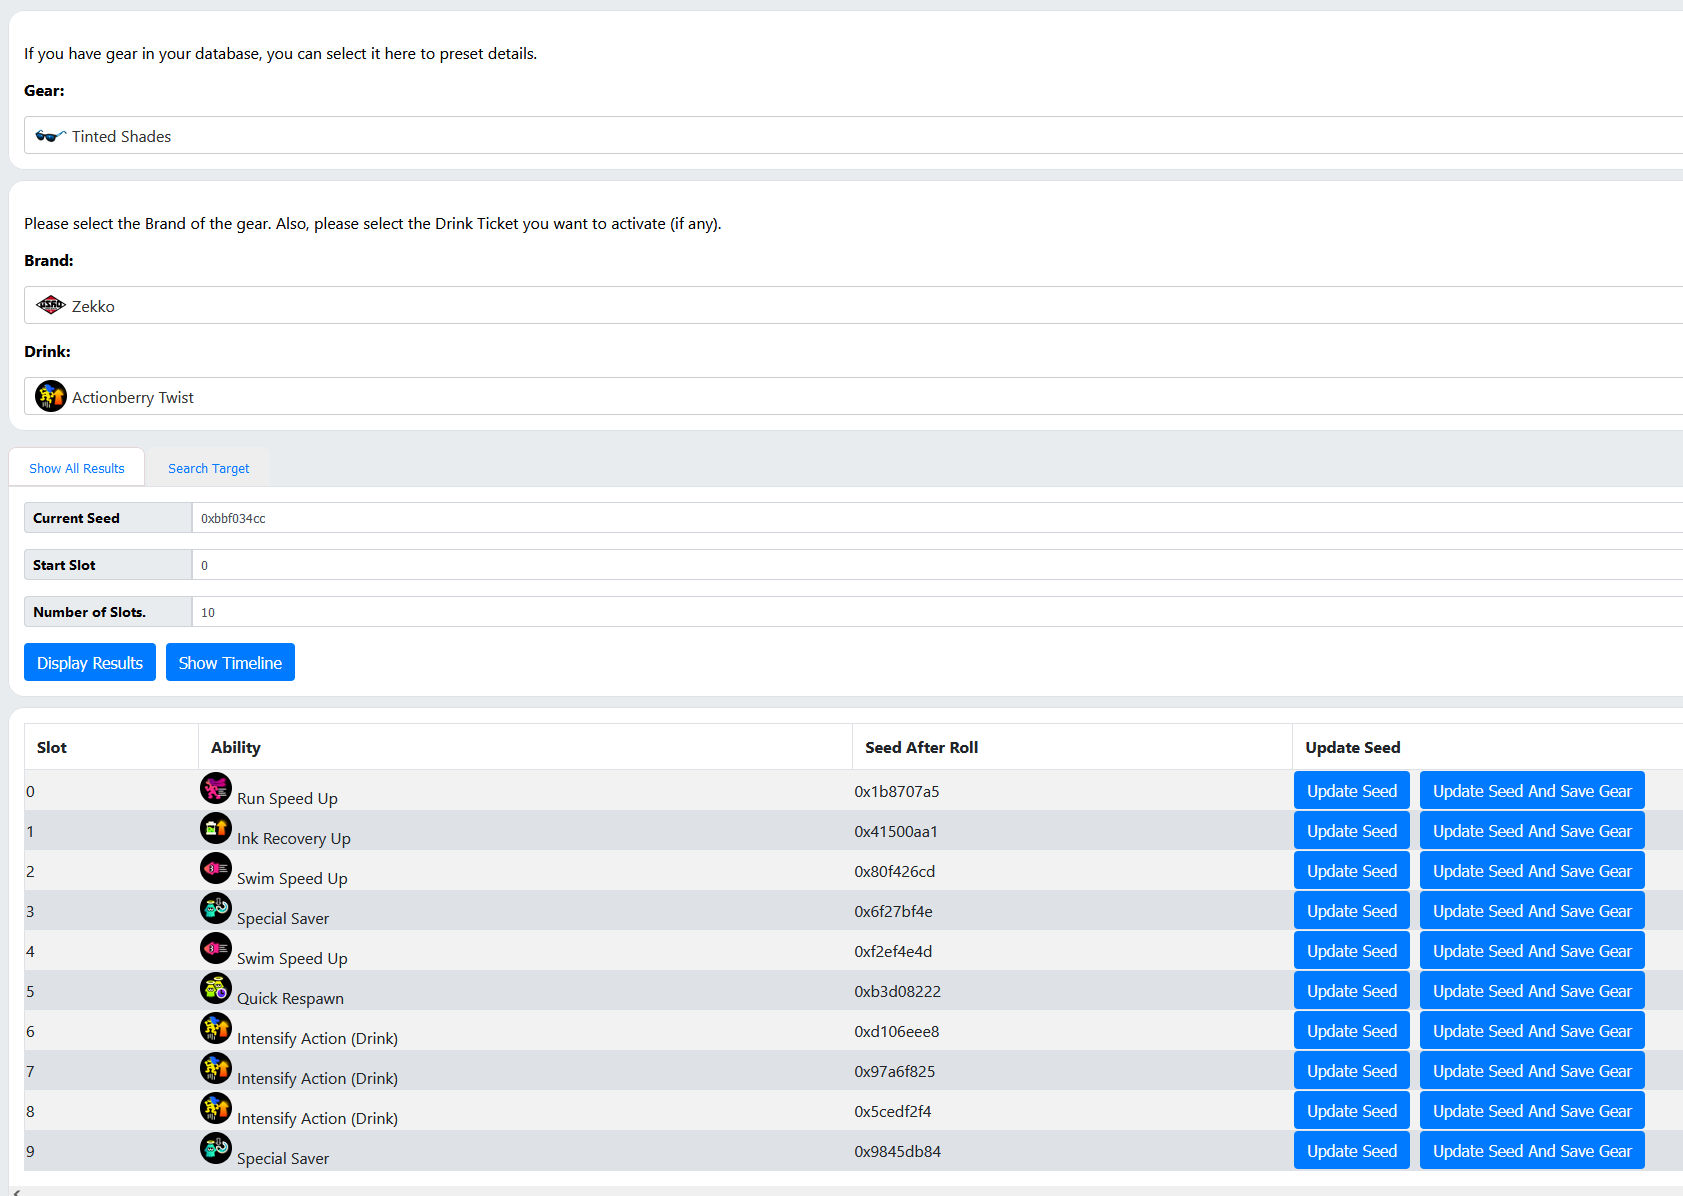 If you have gear in your database, you can select it here to preset details.
Gear:
Tinted Shades
Please select the Brand of the gear. Also, please select the Drink Ticket you want to activate (if any).
Brand:
Zekko
Drink:
Actionberry Twist
Show All Results Search Target
Current Seed 0xbbf034cc
Start Slot 0
Number of Slots. 10
Display Results Show Timeline
Slot Ability Seed After Roll Update Seed
0 Run Speed Up 0x1b8707a5 Update Seed Update Seed And Save Gear
1 Ink Recovery Up 0x41500aa1 Update Seed Update Seed And Save Gear
2 Swim Speed Up 0x80f426cd Update Seed Update Seed And Save Gear
3 Special Saver 0x6f27bf4e Update Seed Update Seed And Save Gear
4 Swim Speed Up 0xf2ef4e4d Update Seed Update Seed And Save Gear
5 Quick Respawn 0xb3d08222 Update Seed Update Seed And Save Gear
6 Intensify Action (Drink) 0xd106eee8 Update Seed Update Seed And Save Gear
7 Intensify Action (Drink) 0x97a6f825 Update Seed Update Seed And Save Gear
8 Intensify Action (Drink) 0x5cedf2f4 Update Seed Update Seed And Save Gear
9 Special Saver 0x9845db84 Update Seed Update Seed And Save Gear